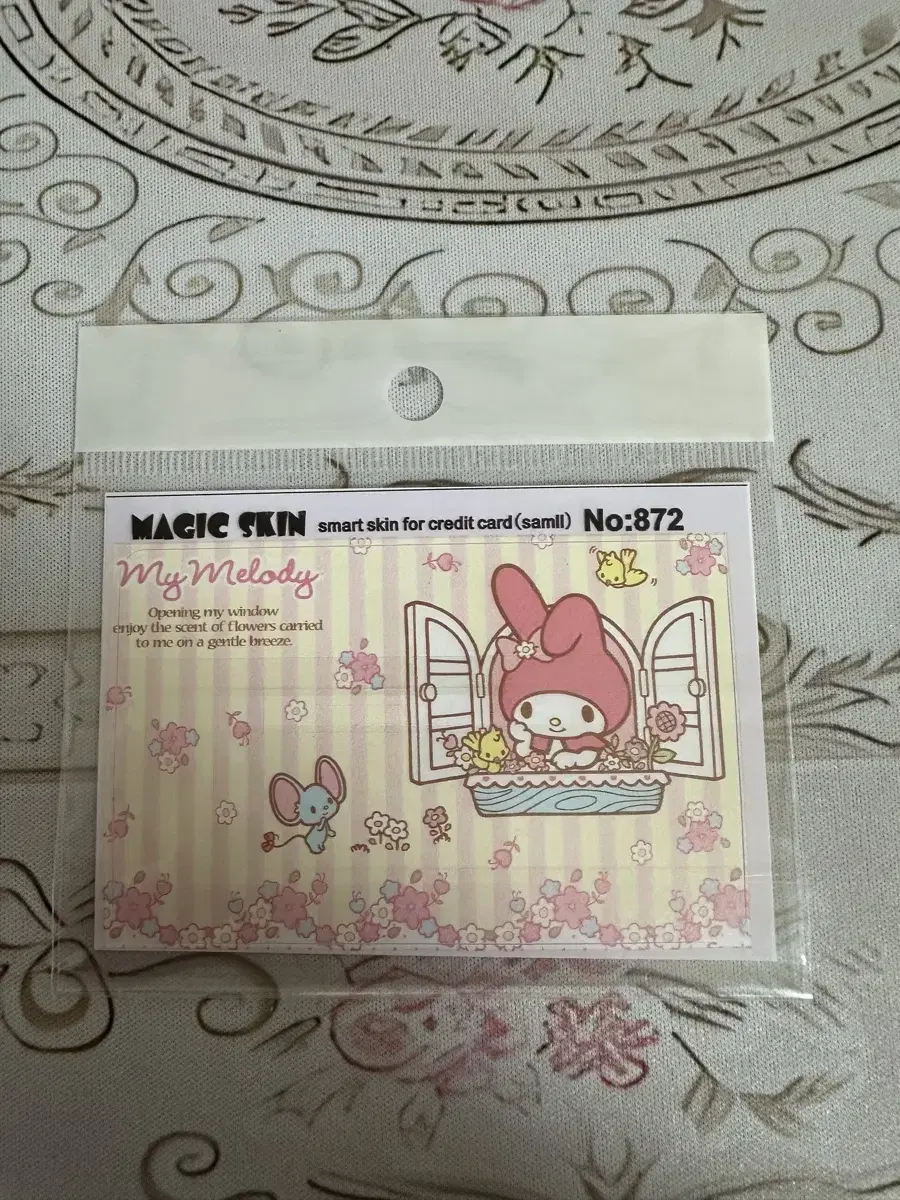 MAGIC SKIN smart skin for credit card(samll) No:872
My Melody
Opening my window
enjoy the scent of flowers carried
to me on a gentle breeze.